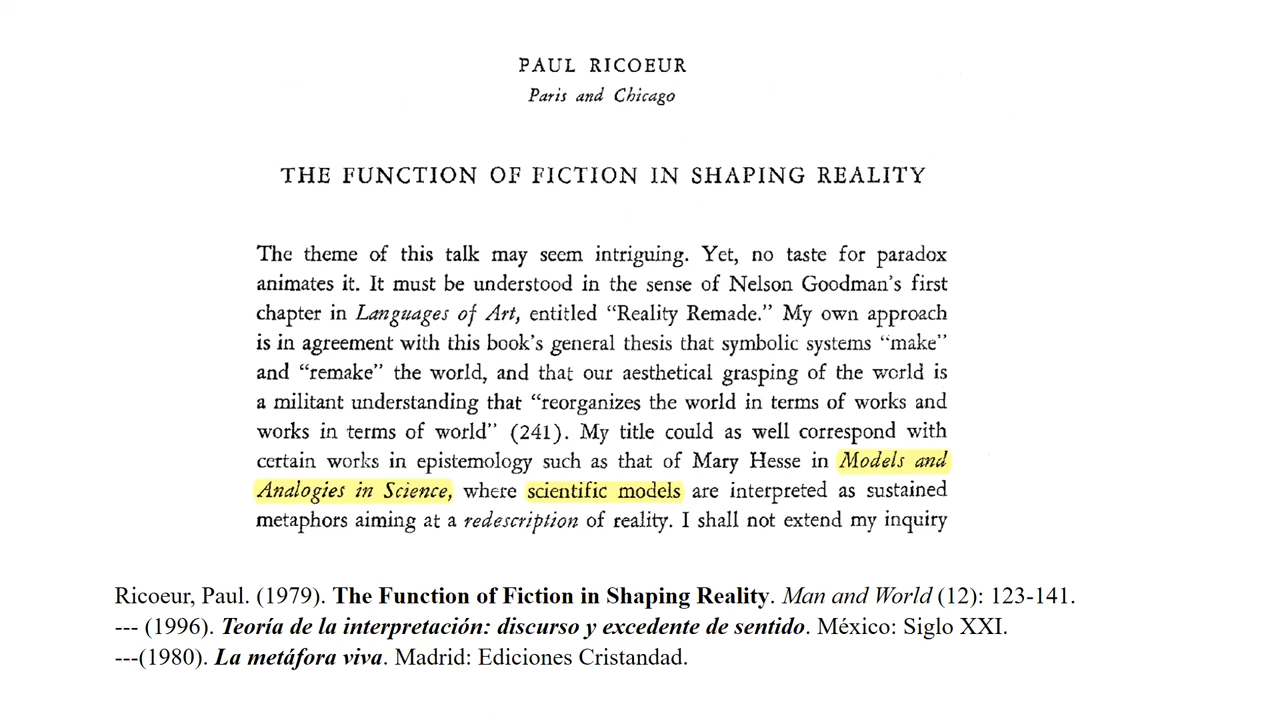 PAUL RICOEUR
Paris and Chicago
THE FUNCTION OF FICTION IN SHAPING REALITY
The theme of this talk may seem intriguing. Yet, no taste for paradox
animates it. It must be understood in the sense of Nelson Goodman's first
chapter in Languages of Art, entitled “Reality Remade.” My own approach
is in agreement with this book's general thesis that symbolic systems “make”
and “remake” the world, and that our aesthetical grasping of the world is
a militant understanding that “reorganizes the world in terms of works and
works in terms of world” (241). My title could as well correspond with
certain works in epistemology such as that of Mary Hesse in Models and
Analogies in Science, where scientific models are interpreted as sustained
metaphors aiming at a redescription of reality. I shall not extend my inquiry
Ricoeur, Paul. (1979). The Function of Fiction in Shaping Reality. Man and World (12): 123-141.
--- (1996). Teoría de la interpretación: discurso y excedente de sentido. México: Siglo XXI.
---(1980). La metáfora viva. Madrid: Ediciones Cristandad.